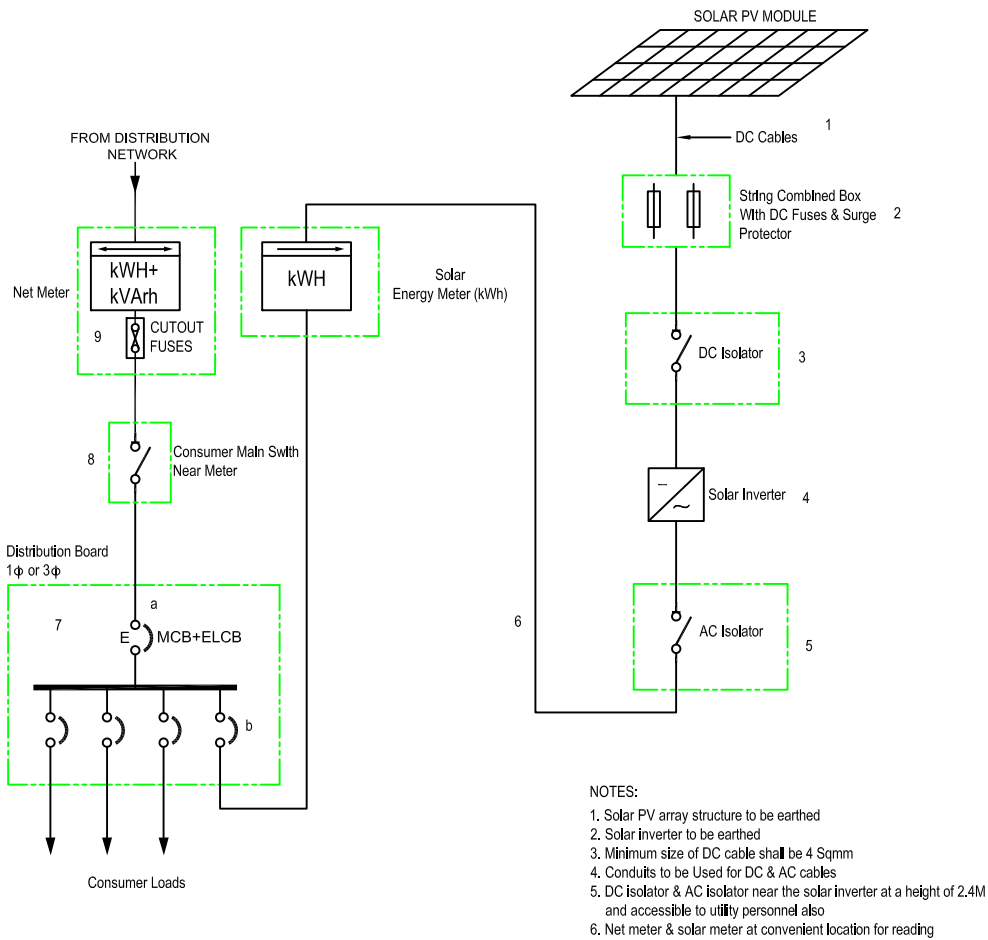 SOLAR PV MODULE
1
DC Cables
FROM DISTRIBUTION
NETWORK
String Combined Box
With DC Fuses & Surge
Protector
2
kWH+
kVArh
Net Meter
9
CUTOUT
FUSES
kWH
Solar
Energy Meter (kWh)
DC Isolator
3
8
Consumer Main Swith
Near Meter
Solar Inverter
4
Distribution Board
1ɸ or 3ɸ
7
a
E
MCB+ELCB
b
6
AC Isolator
5
Consumer Loads
NOTES:
1. Solar PV array structure to be earthed
2. Solar inverter to be earthed
3. Minimum size of DC cable shall be 4 Sqmm
4. Conduits to be Used for DC & AC cables
5. DC isolator & AC isolator near the solar inverter at a height of 2.4M
and accessible to utility personnel also
6. Net meter & solar meter at convenient location for reading